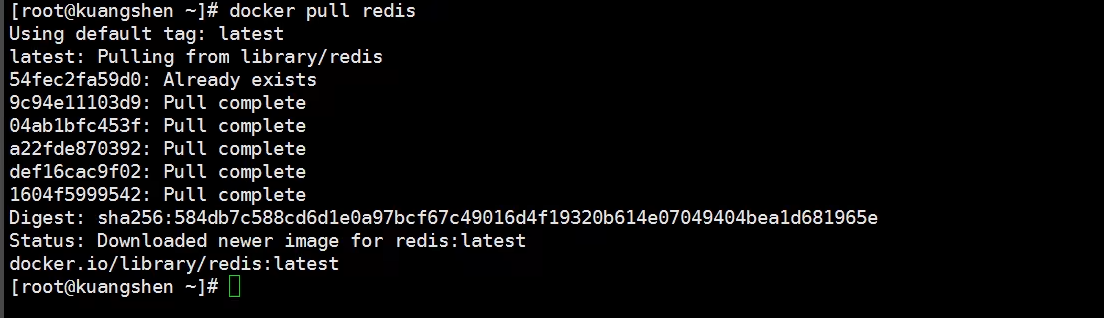 [root@kuangshen ~]# docker pull redis
Using default tag: latest
latest: Pulling from library/redis
54fec2fa59d0: Already exists
9c94e11103d9: Pull complete
04ab1bfc453f: Pull complete
a22fde870392: Pull complete
def16cac9f02: Pull complete
1604f5999542: Pull complete
Digest: sha256:584db7c588cd6d1e0a97bcf67c49016d4f19320b614e07049404bea1d681965e
Status: Downloaded newer image for redis:latest
docker.io/library/redis:latest
[root@kuangshen ~]#